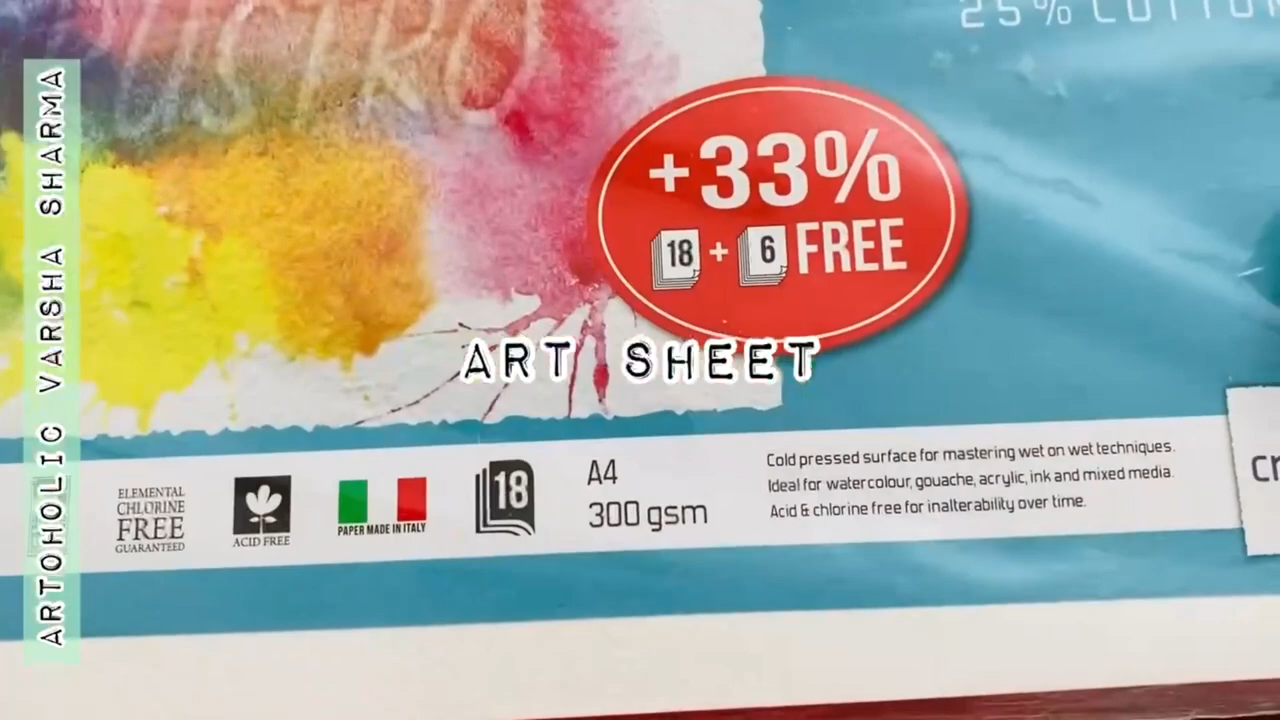 25% COTTON
+33%
18 + 6 FREE
ART SHEET
ELEMENTAL
CHLORINE
FREE
GUARANTEED
ACID FREE
PAPER MADE IN ITALY
18
A4
300 gsm
Cold pressed surface for mastering wet on wet techniques.
Ideal for watercolour, gouache, acrylic, ink and mixed media.
Acid & chlorine free for inalterability over time.
ARTOHOLIC VARSHA SHARMA